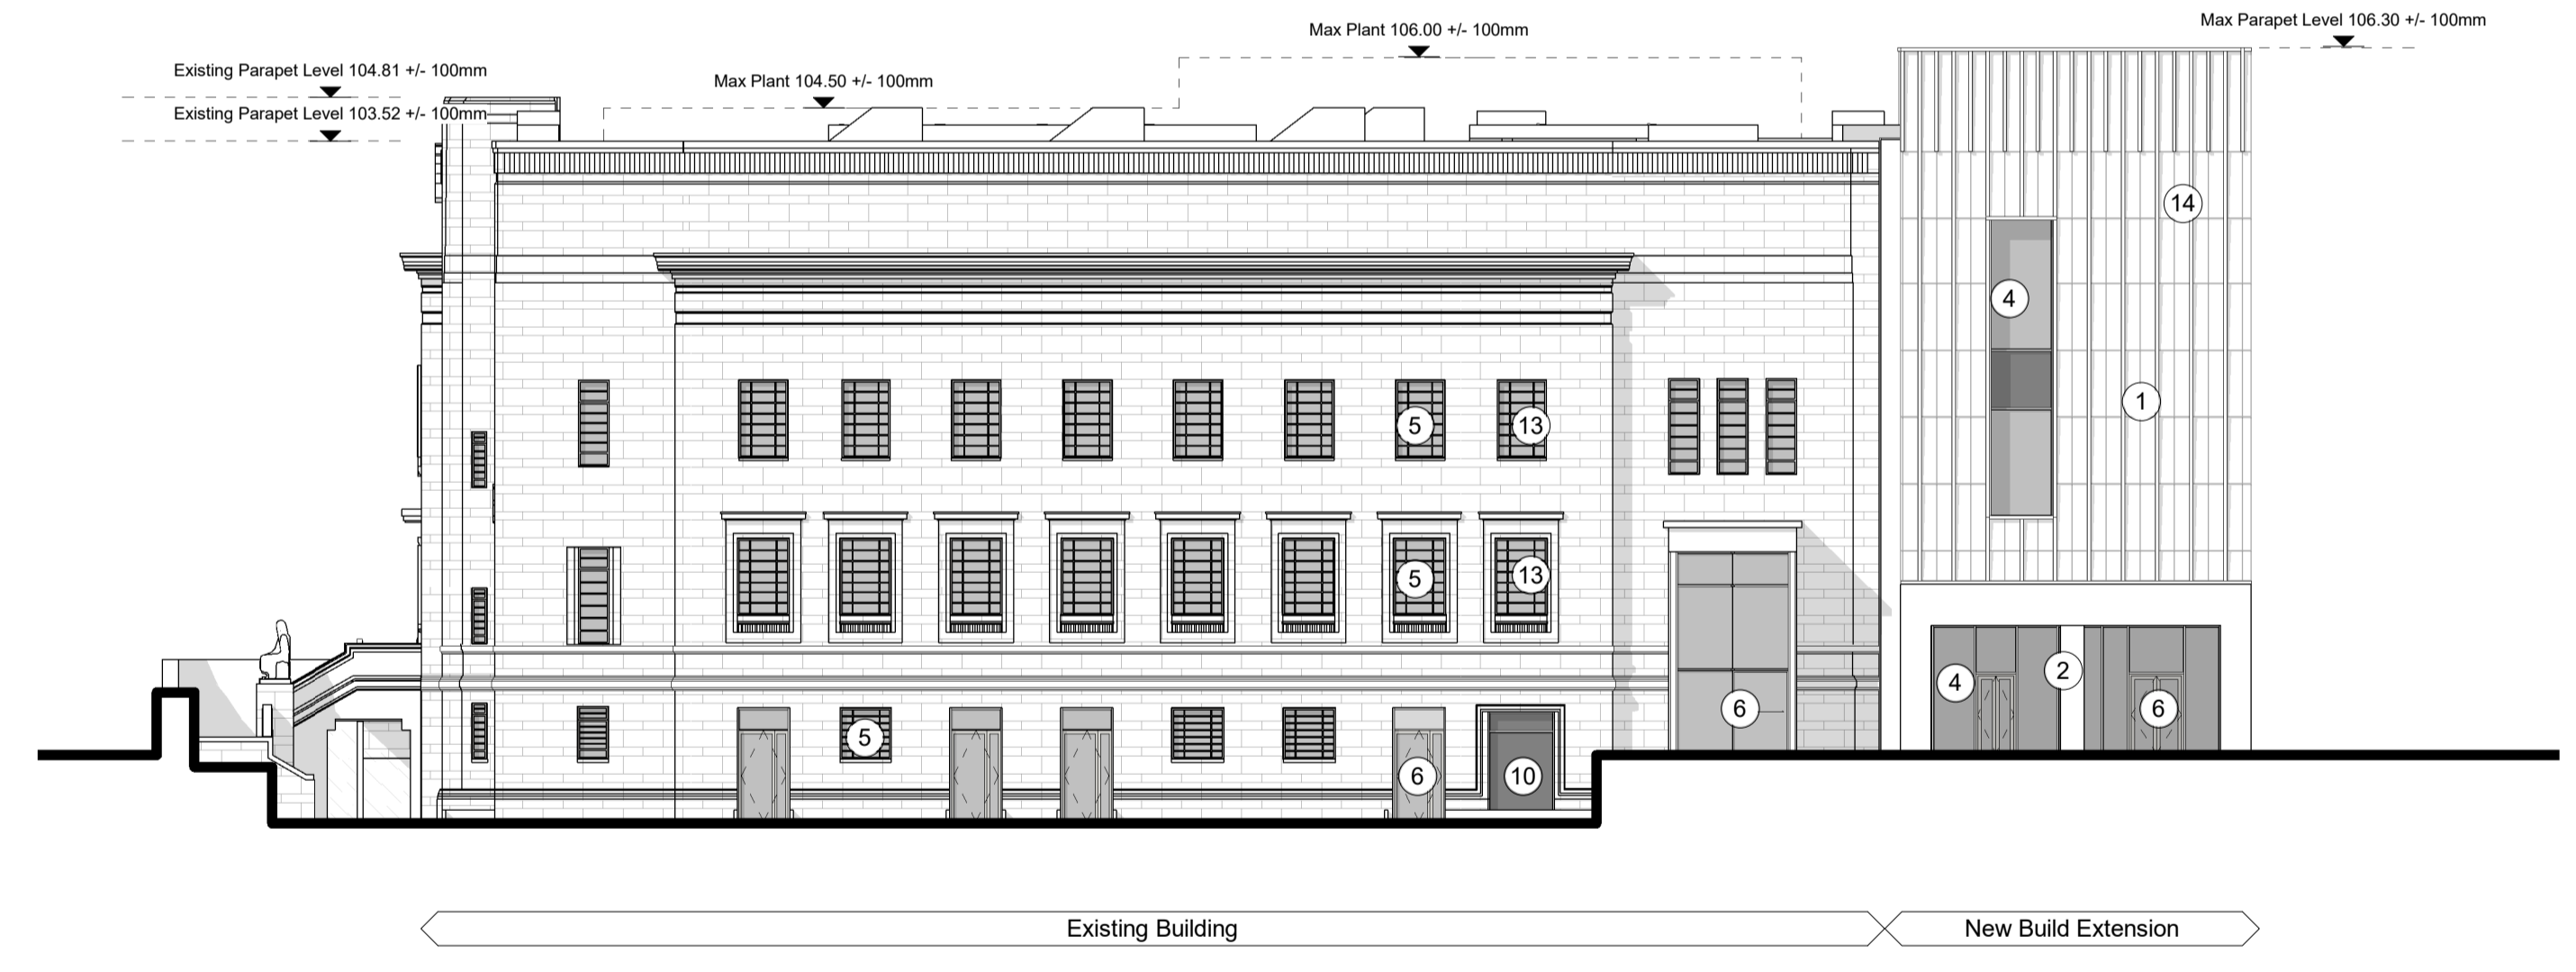 Max Parapet Level 106.30 +/- 100mm
Max Plant 106.00 +/- 100mm
Existing Parapet Level 104.81 +/- 100mm
Max Plant 104.50 +/- 100mm
Existing Parapet Level 103.52 +/- 100mm
14
4
1
5
13
5
13
2
4
6
6
5
6
10
Existing Building
New Build Extension